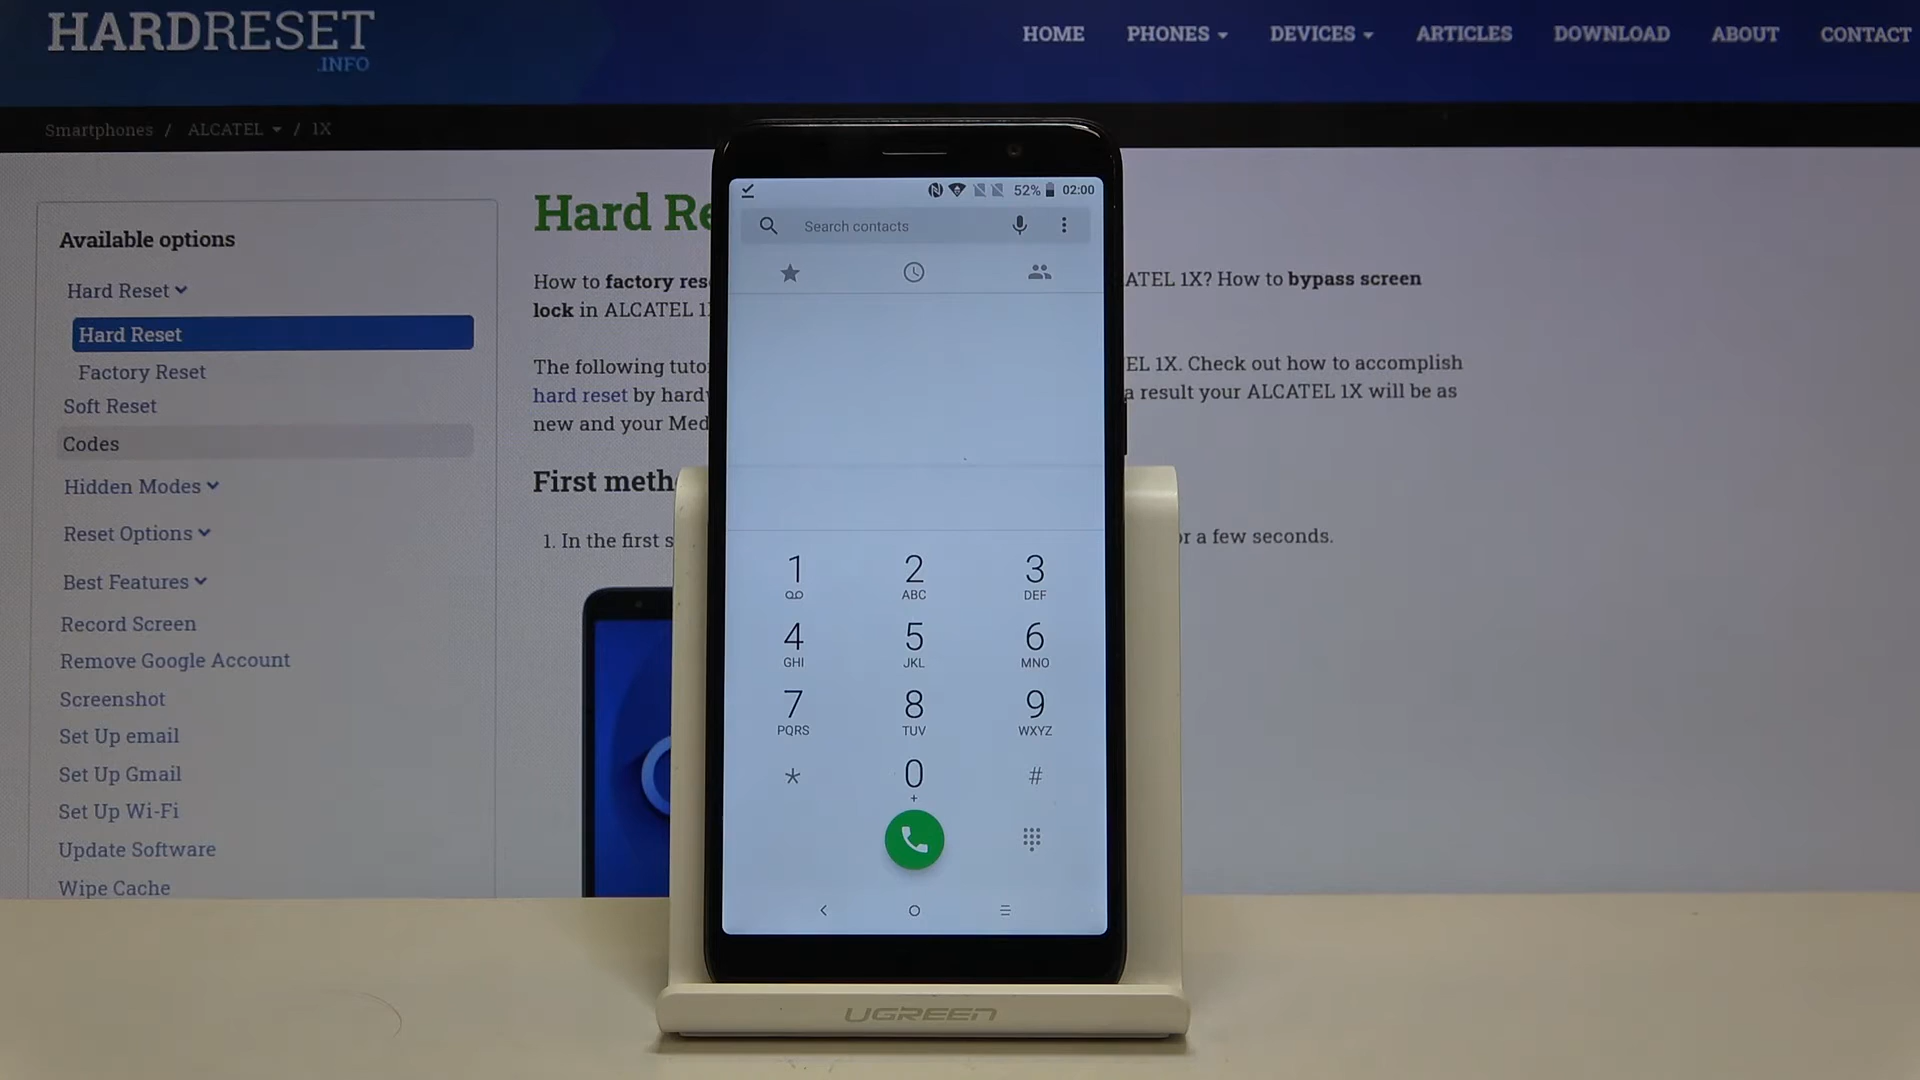 HARDRESET
.INFO
HOME PHONES DEVICES ARTICLES DOWNLOAD ABOUT CONTACT
Smartphones / ALCATEL / 1X
Available options
Hard Reset
Hard Reset
Factory Reset
Soft Reset
Codes
Hidden Modes
Reset Options
Best Features
Record Screen
Remove Google Account
Screenshot
Set Up email
Set Up Gmail
Set Up Wi-Fi
Update Software
Wipe Cache
Hard Re
How to factory res ATEL 1X? How to bypass screen
lock in ALCATEL 1
The following tuto EL 1X. Check out how to accomplish
hard reset by hard a result your ALCATEL 1X will be as
new and your Med
First meth
1. In the first s or a few seconds.
52% 02:00
Search contacts
1 2 3
ABC DEF
4 5 6
GHI JKL MNO
7 8 9
PQRS TUV WXYZ
* 0 #
+
UGREEN